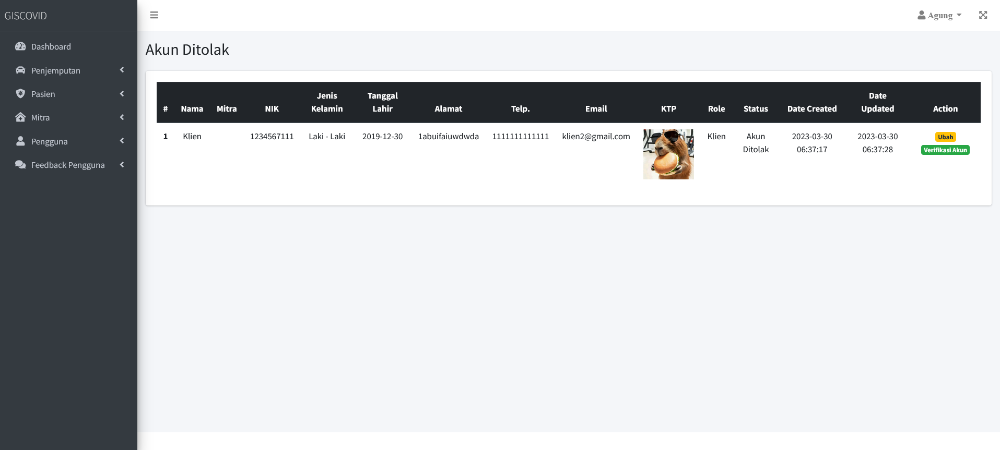 GISCOVID
Agung
Dashboard
Penjemputan
Pasien
Mitra
Pengguna
Feedback Pengguna
Akun Ditolak
# Nama Mitra NIK Jenis Kelamin Tanggal Lahir Alamat Telp. Email KTP Role Status Date Created Date Updated Action
1 Klien 1234567111 Laki - Laki 2019-12-30 1abuifaiuwdwda 1111111111111 klien2@gmail.com Klien Akun Ditolak 2023-03-30 06:37:17 2023-03-30 06:37:28 Ubah
Verifikasi Akun